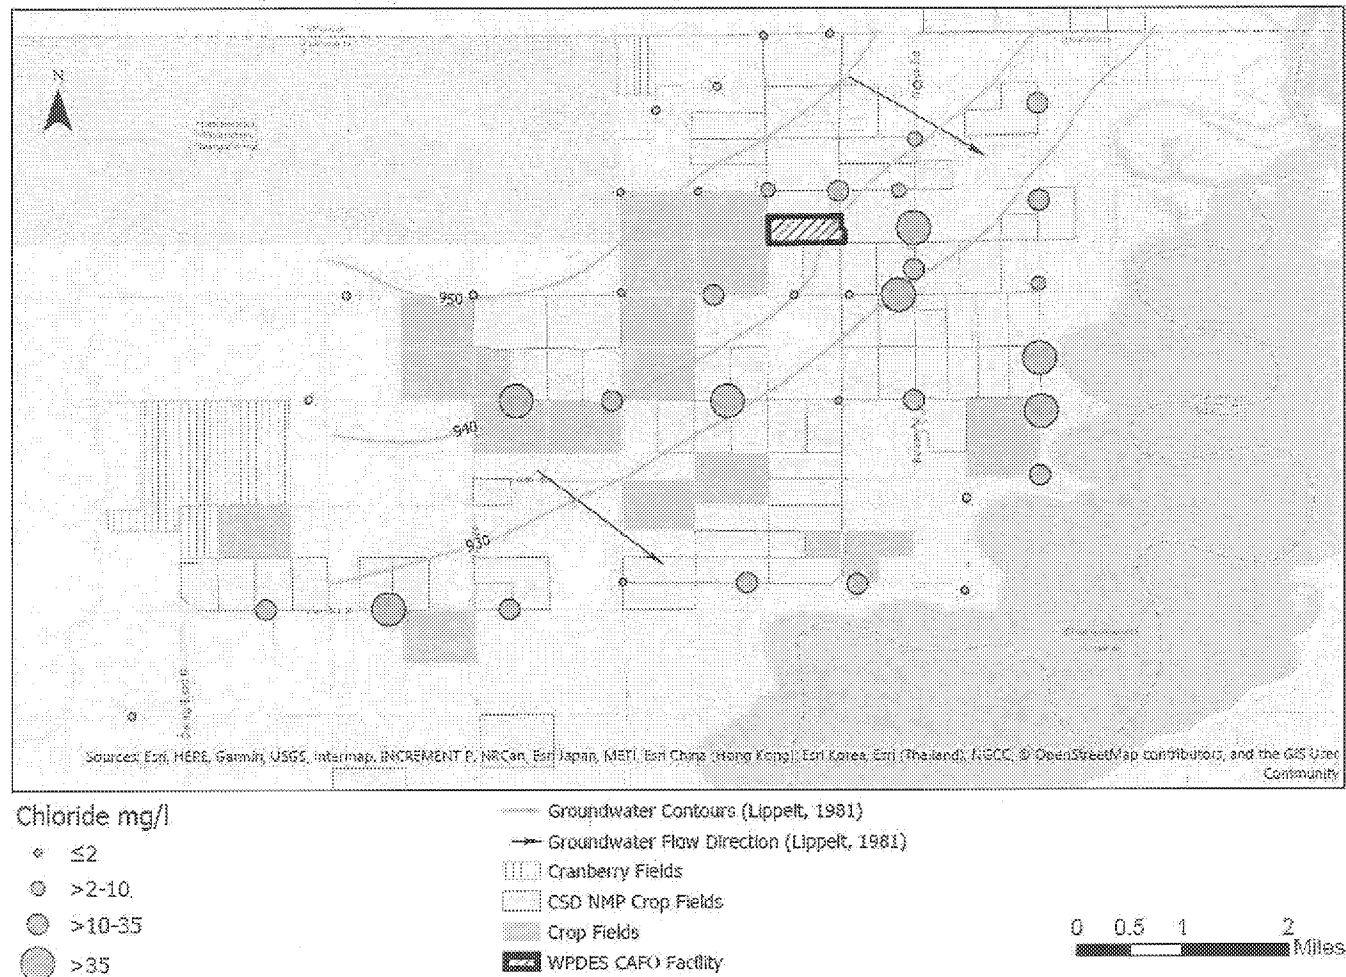 N
950
940
930
Sources: Esri, HERE, Garmin, USGS, Intermap, INCREMENT P, NRCan, Esri Japan, METI, Esri China (Hong Kong), Esri Korea, Esri (Thailand), NGCC, © OpenStreetMap contributors, and the GIS User
Community
Chloride mg/l
≤2
>2-10
>10-35
>35
Groundwater Contours (Lippelt, 1981)
Groundwater Flow Direction (Lippelt, 1981)
Cranberry Fields
CSD NMP Crop Fields
Crop Fields
WPDES CAFO Facility
0 0.5 1 2
Miles